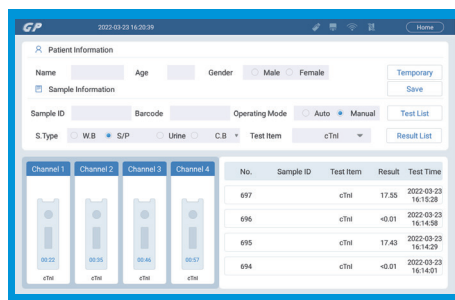 GP 2022-03-23 16:20:39 Home
Patient Information
Name Age Gender Male Female Temporary
Sample Information Save
Sample ID Barcode Operating Mode Auto Manual Test List
S.Type W.B S/P Urine C.B Test Item cTnI Result List
Channel 1 Channel 2 Channel 3 Channel 4
00:22 00:35 00:46 00:57
cTnI cTnI cTnI cTnI
No. Sample ID Test Item Result Test Time
697 cTnI 17.55 2022-03-23 16:15:28
696 cTnI <0.01 2022-03-23 16:14:58
695 cTnI 17.43 2022-03-23 16:14:29
694 cTnI <0.01 2022-03-23 16:14:01